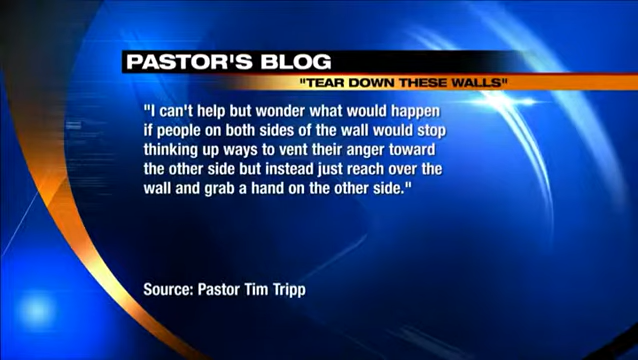 PASTOR'S BLOG
"TEAR DOWN THESE WALLS"
"I can't help but wonder what would happen
if people on both sides of the wall would stop
thinking up ways to vent their anger toward
the other side but instead just reach over the
wall and grab a hand on the other side."
Source: Pastor Tim Tripp